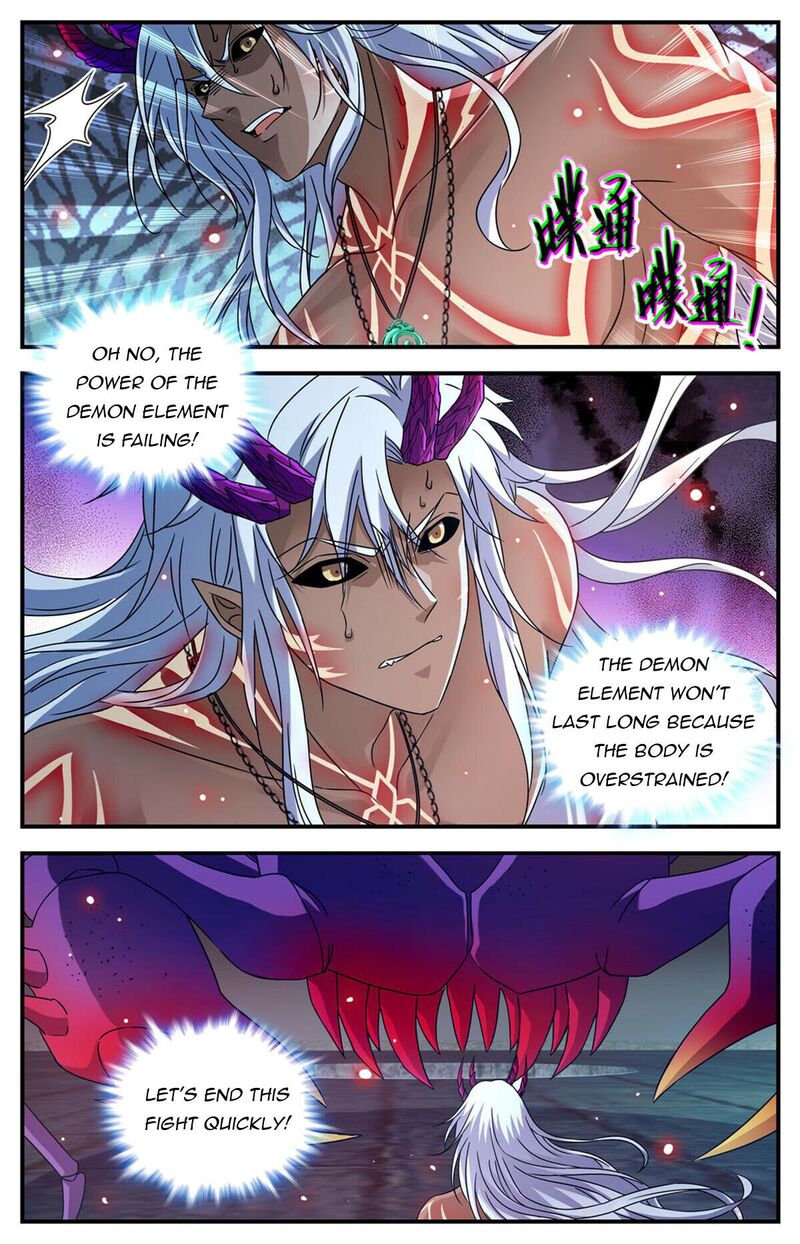 噗通
噗通!
OH NO, THE
POWER OF THE
DEMON ELEMENT
IS FAILING!
THE DEMON
ELEMENT WON'T
LAST LONG BECAUSE
THE BODY IS
OVERSTRAINED!
LET'S END THIS
FIGHT QUICKLY!